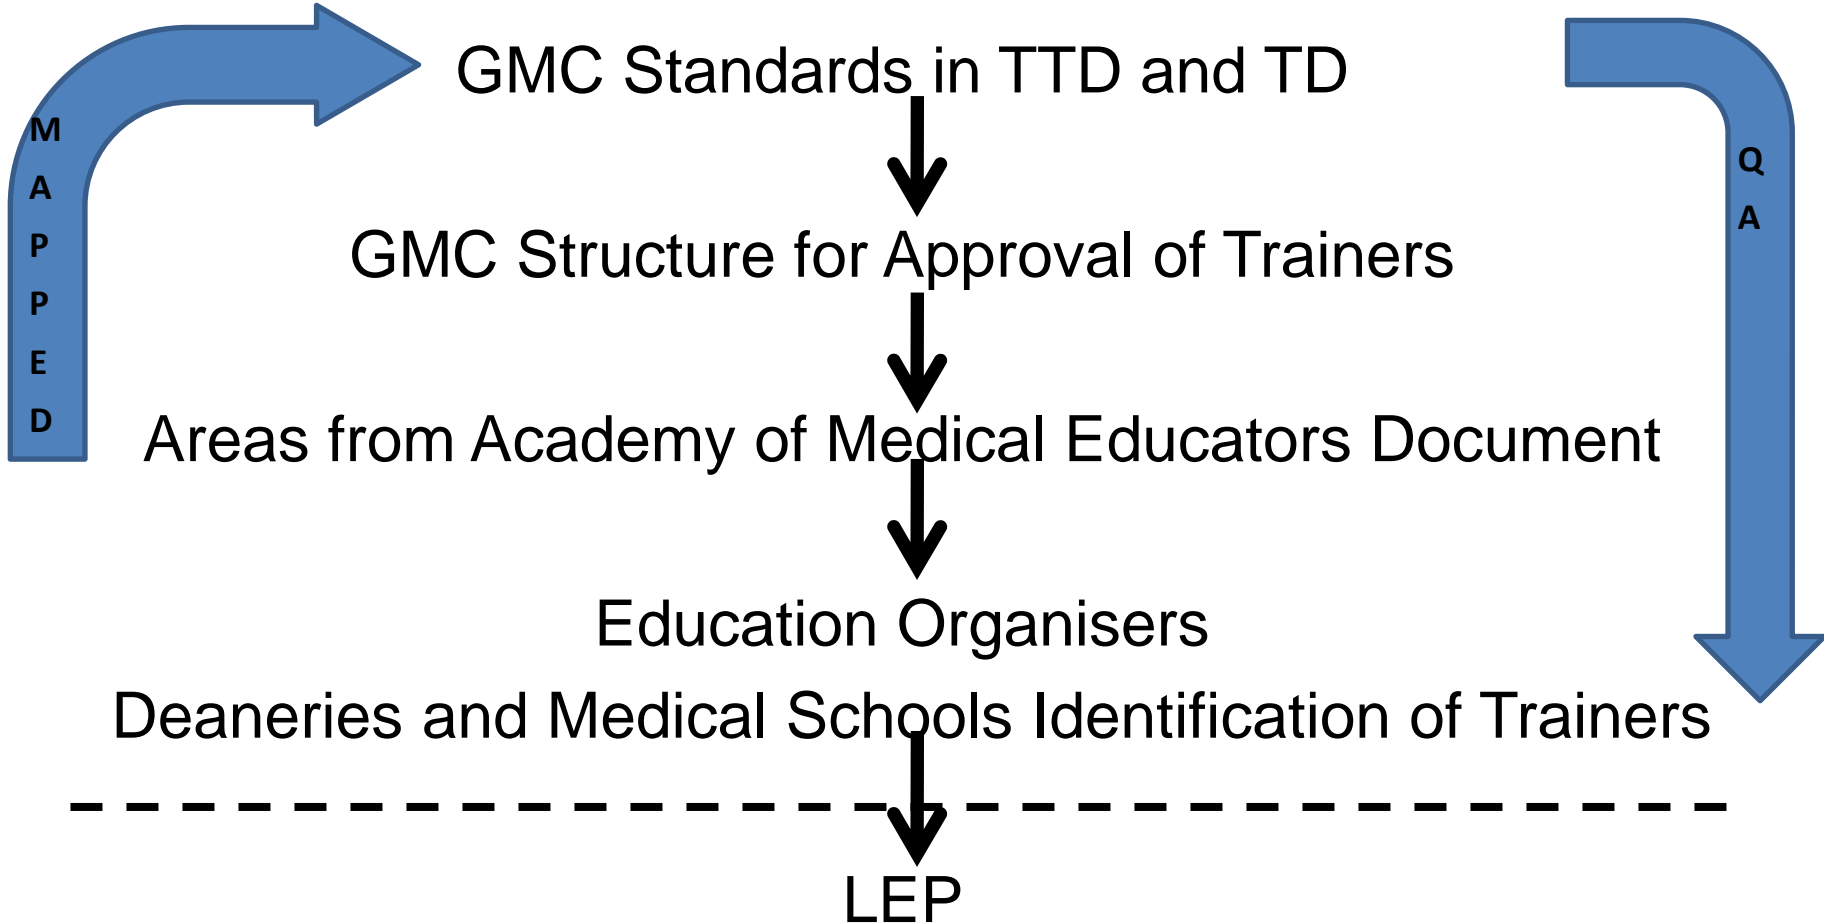 GMC Standards in TTD and TD
M
A
P
P
E
D
Q
A
GMC Structure for Approval of Trainers
Areas from Academy of Medical Educators Document
Education Organisers
Deaneries and Medical Schools Identification of Trainers
LEP